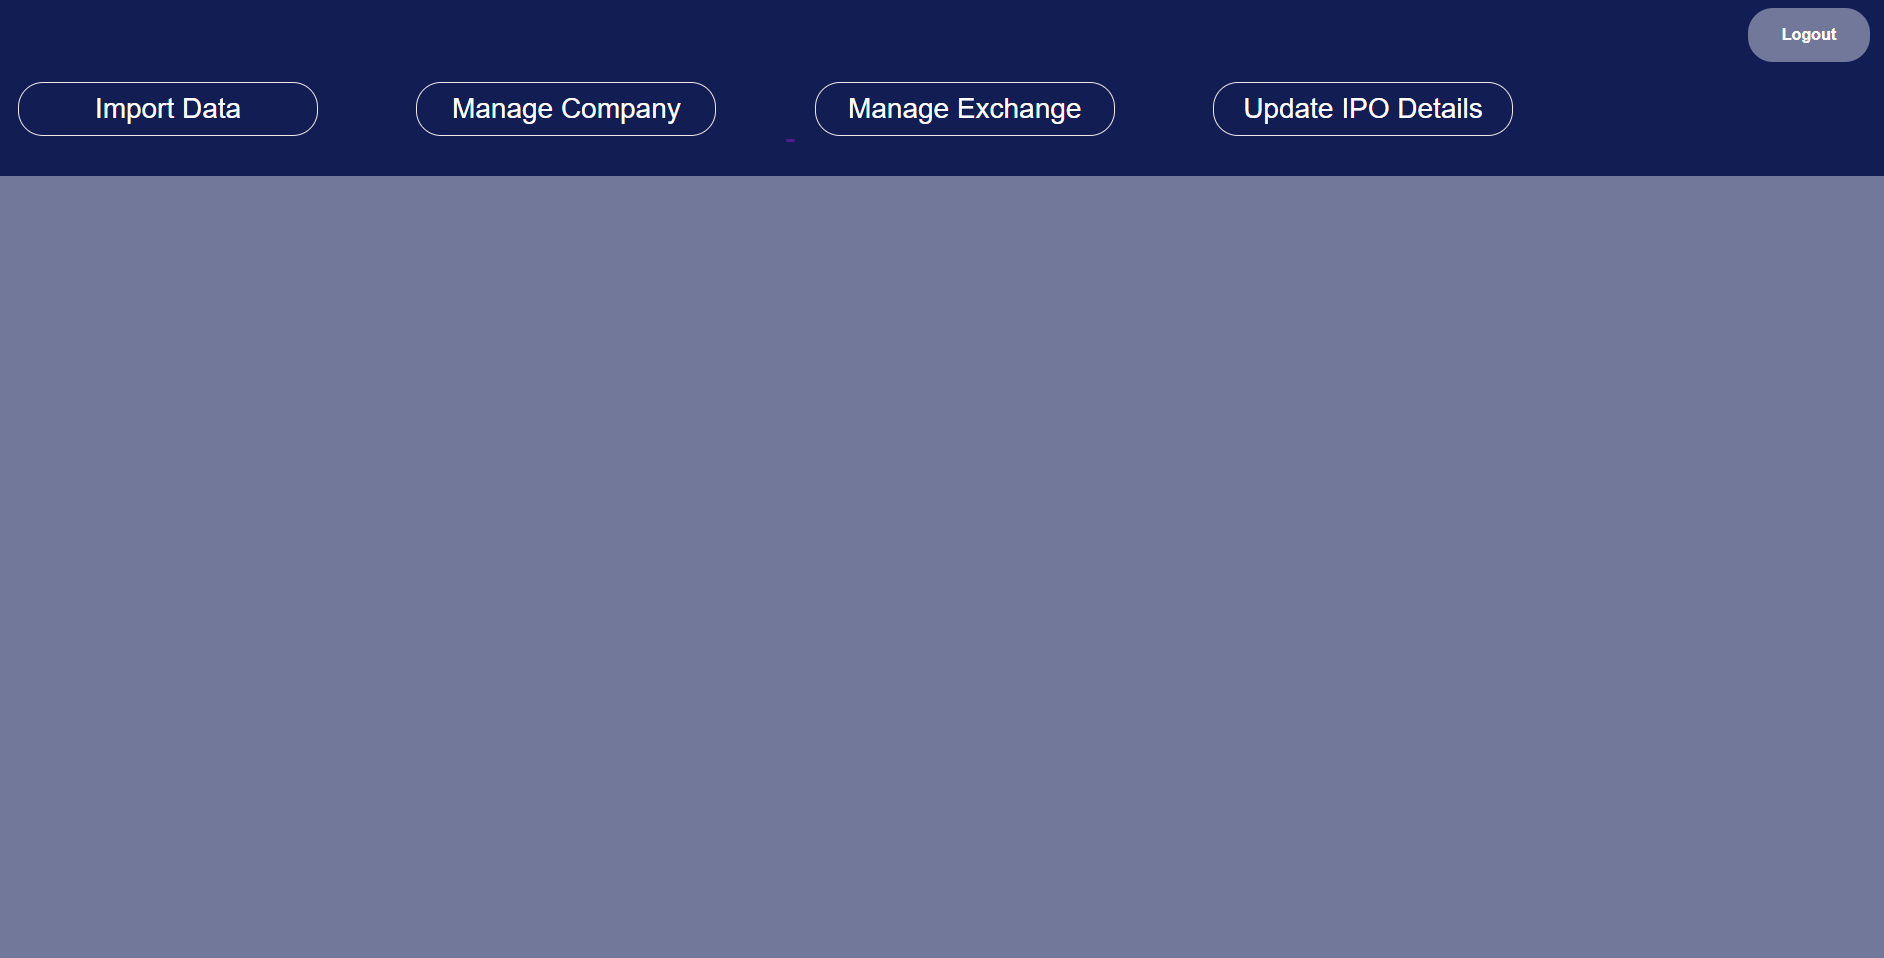 Logout
Import Data
Manage Company
Manage Exchange
Update IPO Details